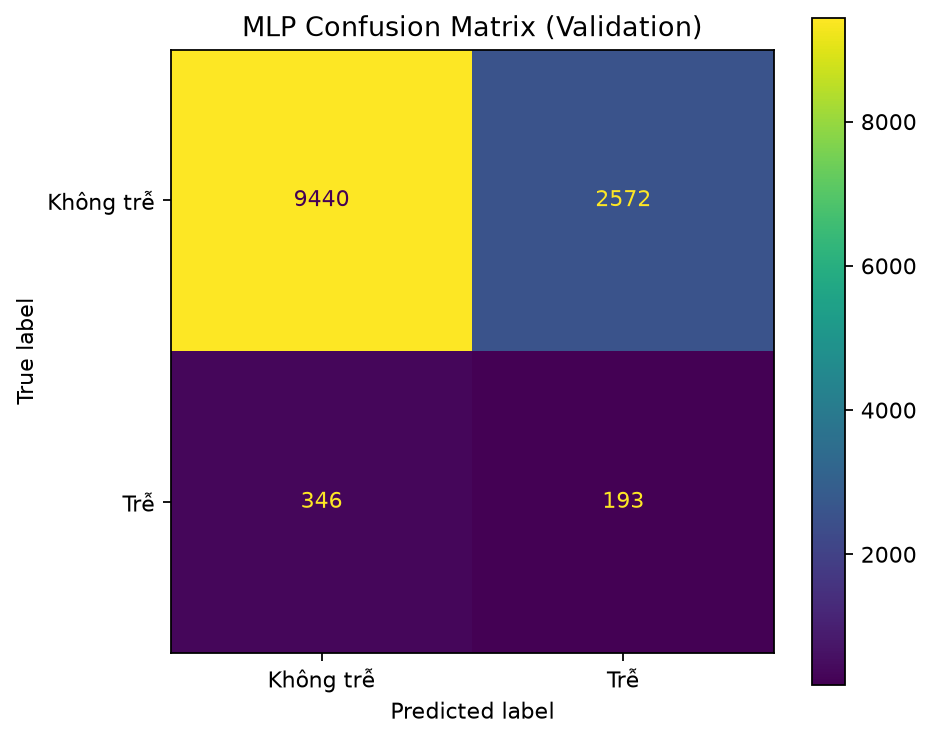 MLP Confusion Matrix (Validation)
True label
Không trễ
9440
2572
Trễ
346
193
Không trễ
Trễ
Predicted label
8000
6000
4000
2000